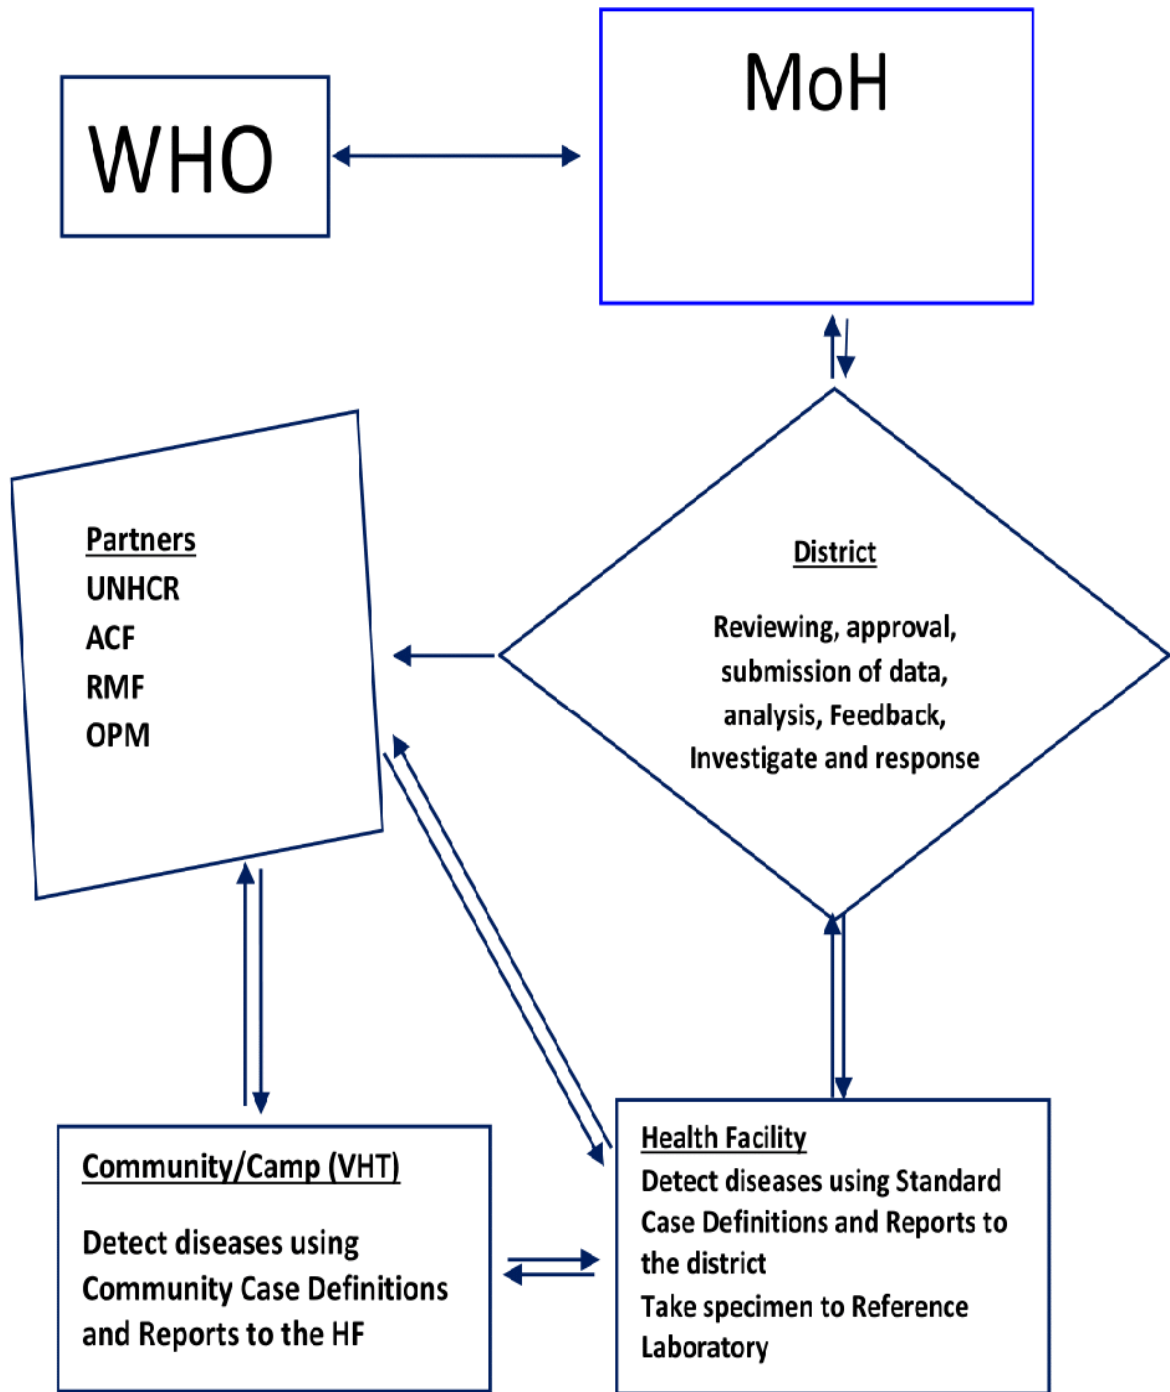 WHO
MoH
Partners
UNHCR
ACF
RMF
OPM
District
Reviewing, approval,
submission of data,
analysis, Feedback,
Investigate and response
Community/Camp (VHT)
Detect diseases using
Community Case Definitions
and Reports to the HF
Health Facility
Detect diseases using Standard
Case Definitions and Reports to
the district
Take specimen to Reference
Laboratory